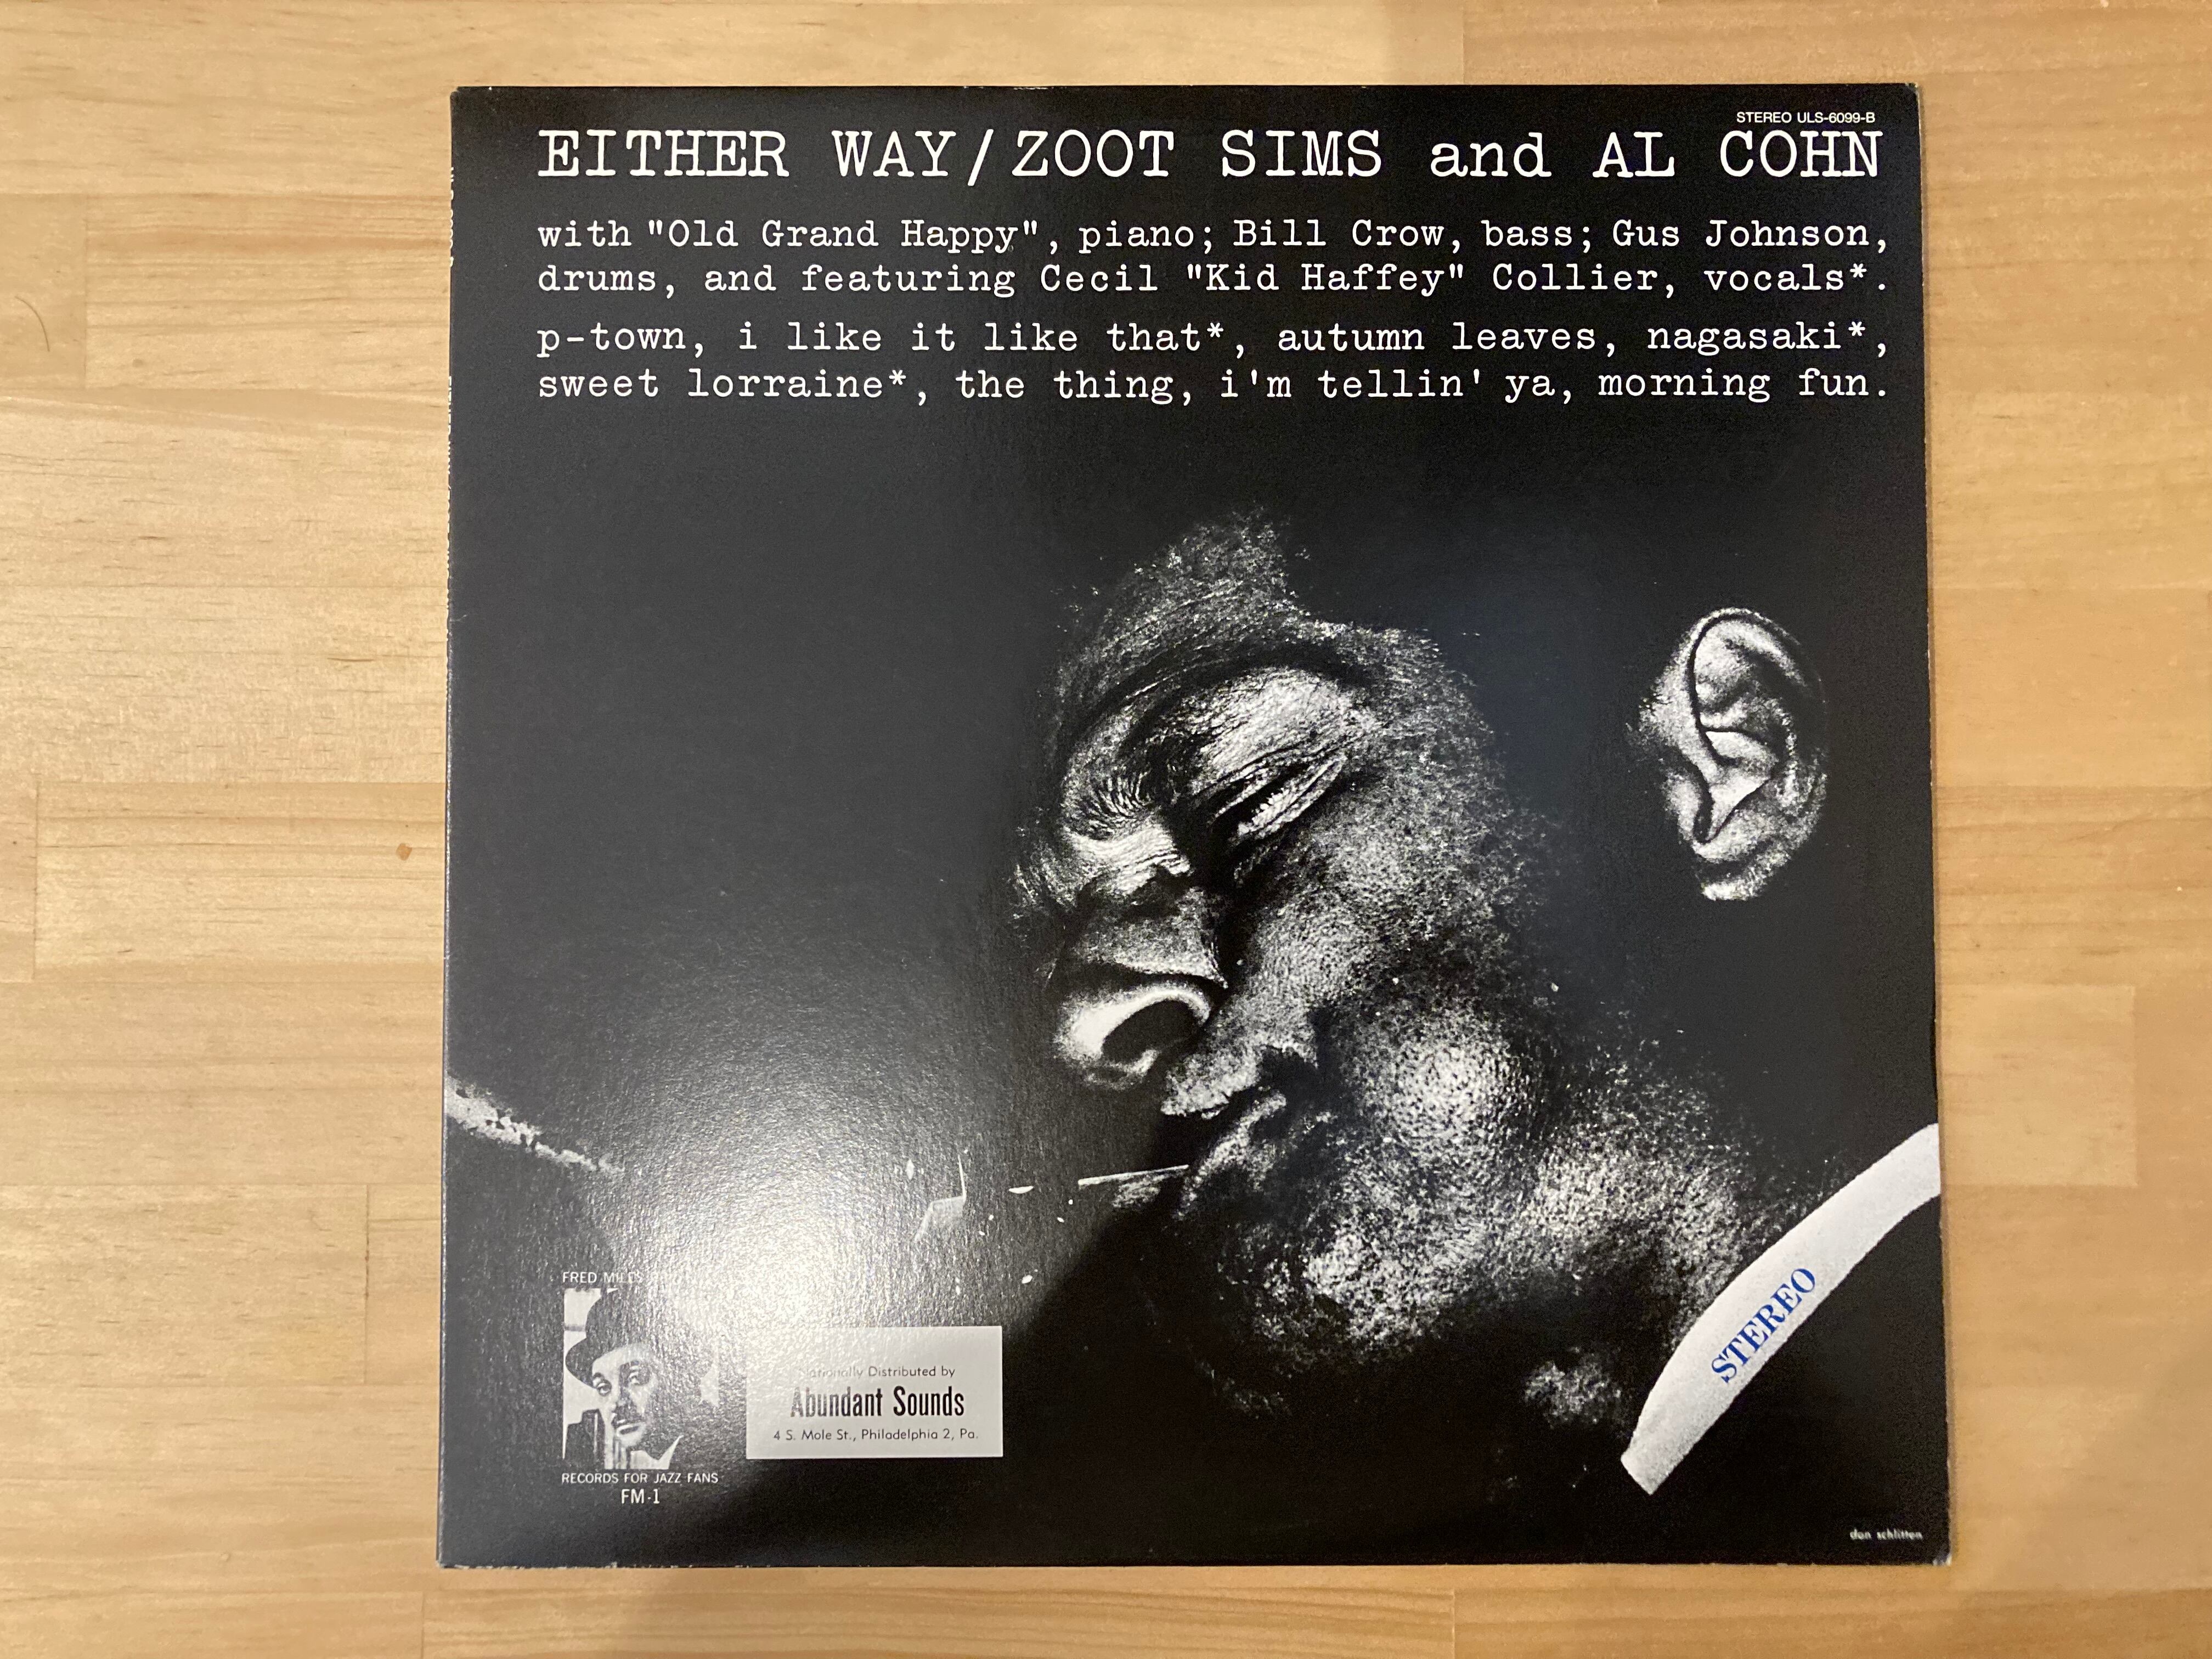 STEREO ULS-6099-B
EITHER WAY/ZOOT SIMS and AL COHN
with "Old Grand Happy", piano; Bill Crow, bass; Gus Johnson,
drums, and featuring Cecil "Kid Haffey" Collier, vocals*.
p-town, i like it like that*, autumn leaves, nagasaki*,
sweet lorraine*, the thing, i'm tellin' ya, morning fun.
STEREO
FRED MILES
Nationally Distributed by
Abundant Sounds
4 S. Mole St., Philadelphia 2, Pa.
RECORDS FOR JAZZ FANS
FM-1
don schlitten